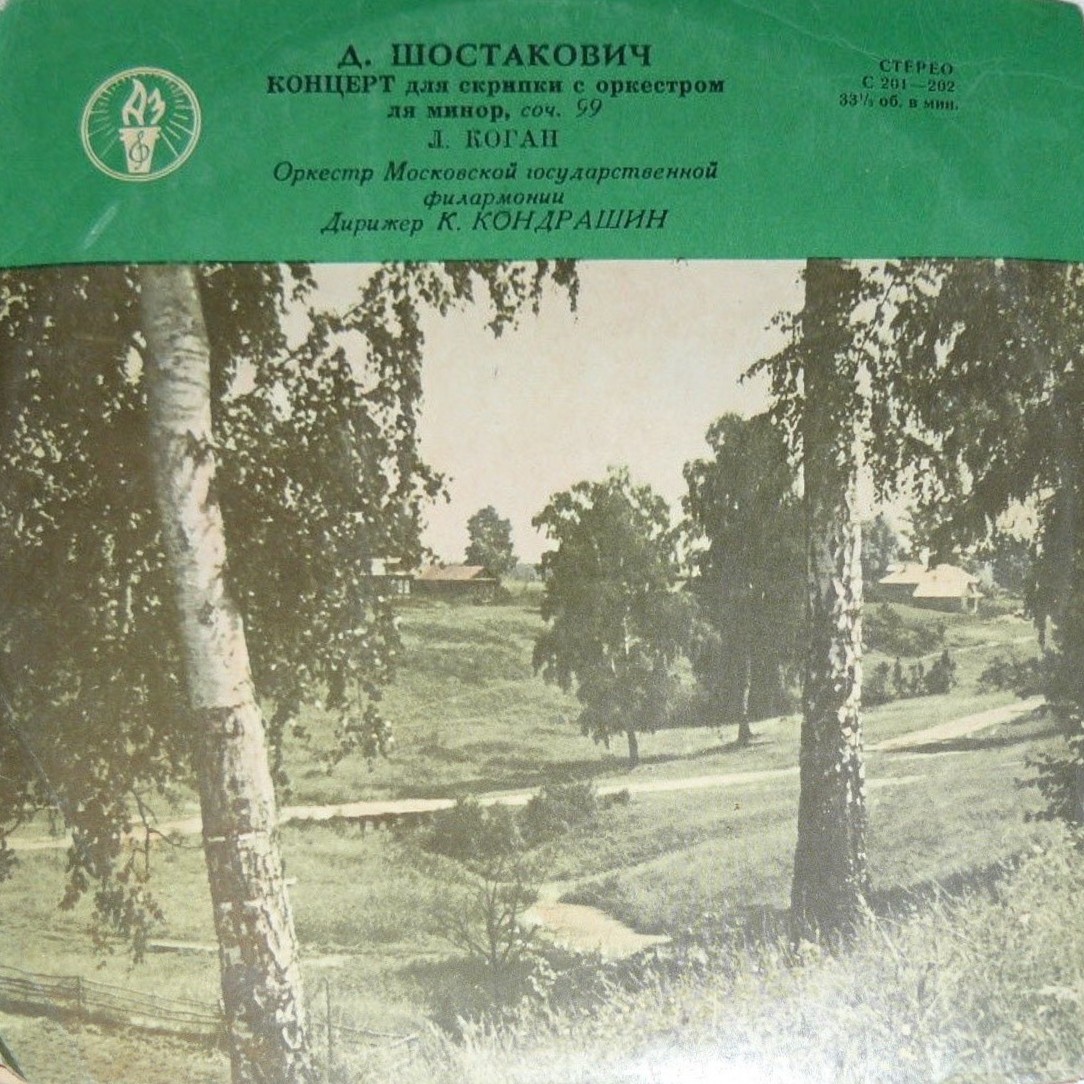 Д. ШОСТАКОВИЧ
КОНЦЕРТ для скрипки с оркестром
ля минор, соч. 99
Л. КОГАН
Оркестр Московской государственной
филармонии
Дирижер К. КОНДРАШИН
СТЕРЕО
С 201—202
33⅓ об. в мин.
АЗ